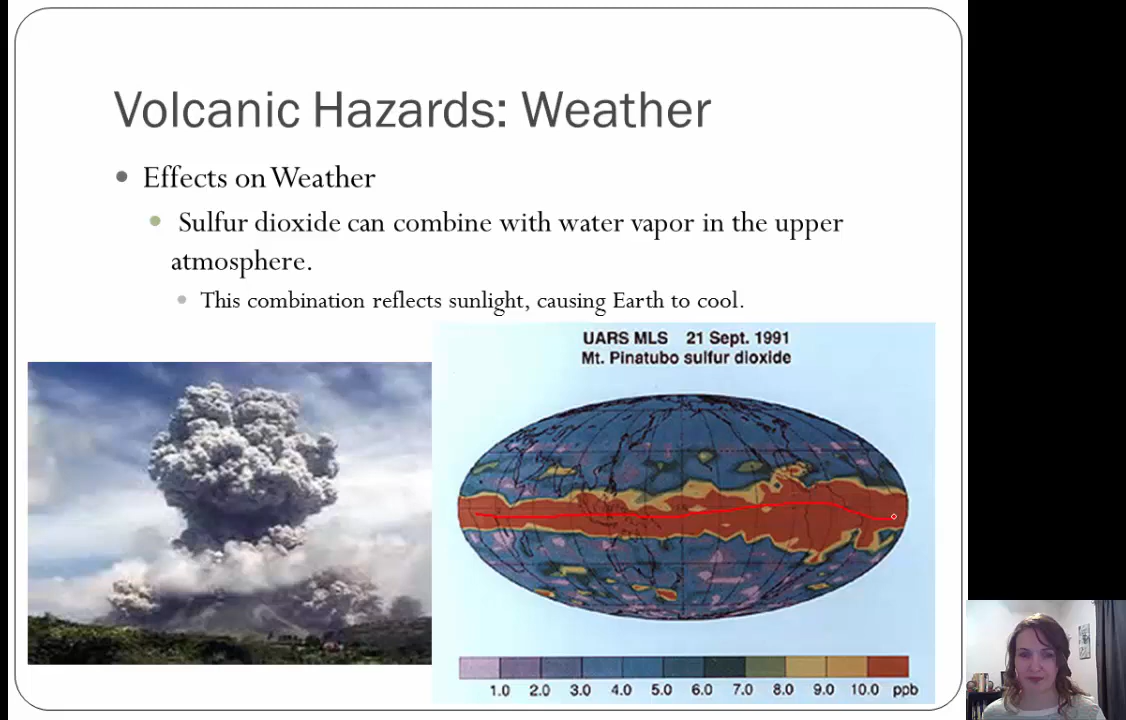 Volcanic Hazards: Weather
Effects on Weather
Sulfur dioxide can combine with water vapor in the upper
atmosphere.
This combination reflects sunlight, causing Earth to cool.
UARS MLS 21 Sept. 1991
Mt. Pinatubo sulfur dioxide
1.0 2.0 3.0 4.0 5.0 6.0 7.0 8.0 9.0 10.0 ppb